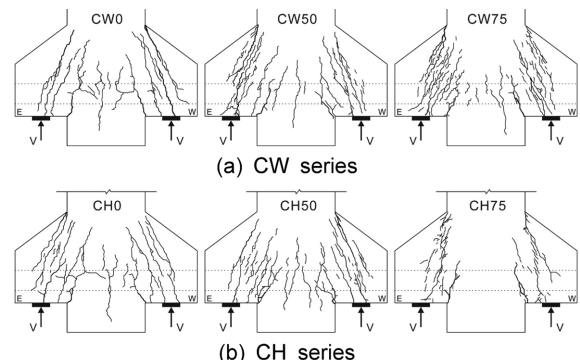 CW0 CW50 CW75
E W E W E W
V V V V V V
(a) CW series
CH0 CH50 CH75
E W E W E W
V V V V V V
(b) CH series